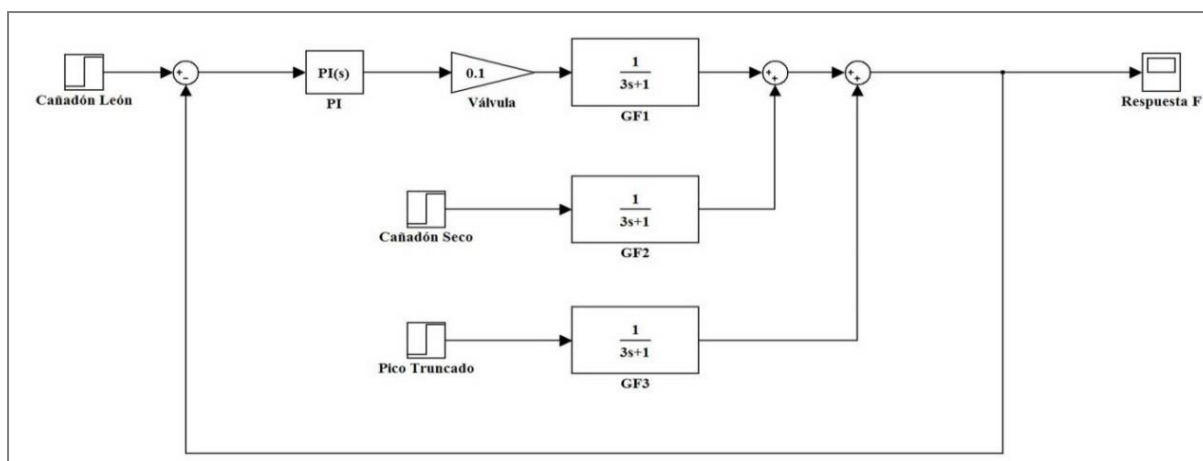 Cañadón León
+
−
PI(s)
PI
0.1
Válvula
1
3s+1
GF1
+
+
+
+
Respuesta F
Cañadón Seco
1
3s+1
GF2
Pico Truncado
1
3s+1
GF3